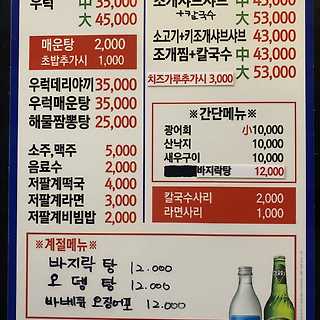 우럭 中 35,000
大 45,000
매운탕 2,000
초밥추가시 1,000
우럭데리야끼 35,000
우럭매운탕 35,000
해물짬뽕탕 25,000
소주,맥주 5,000
음료수 2,000
저팔계떡국 4,000
저팔계라면 3,000
저팔계비빔밥 2,000
조개샤브샤브 中 43,000
+칼국수 大 53,000
소고기+키조개샤브샤브
조개찜+칼국수 中 43,000
大 53,000
치즈가루추가시 3,000
※간단메뉴※
광어회 小10,000
산낙지 10,000
새우구이 10,000
바지락탕 12,000
칼국수사리 2,000
라면사리 1,000
※계절메뉴※
바지락 탕 12.000
오뎅 탕 12.000
바베큐 오징어포 12.000